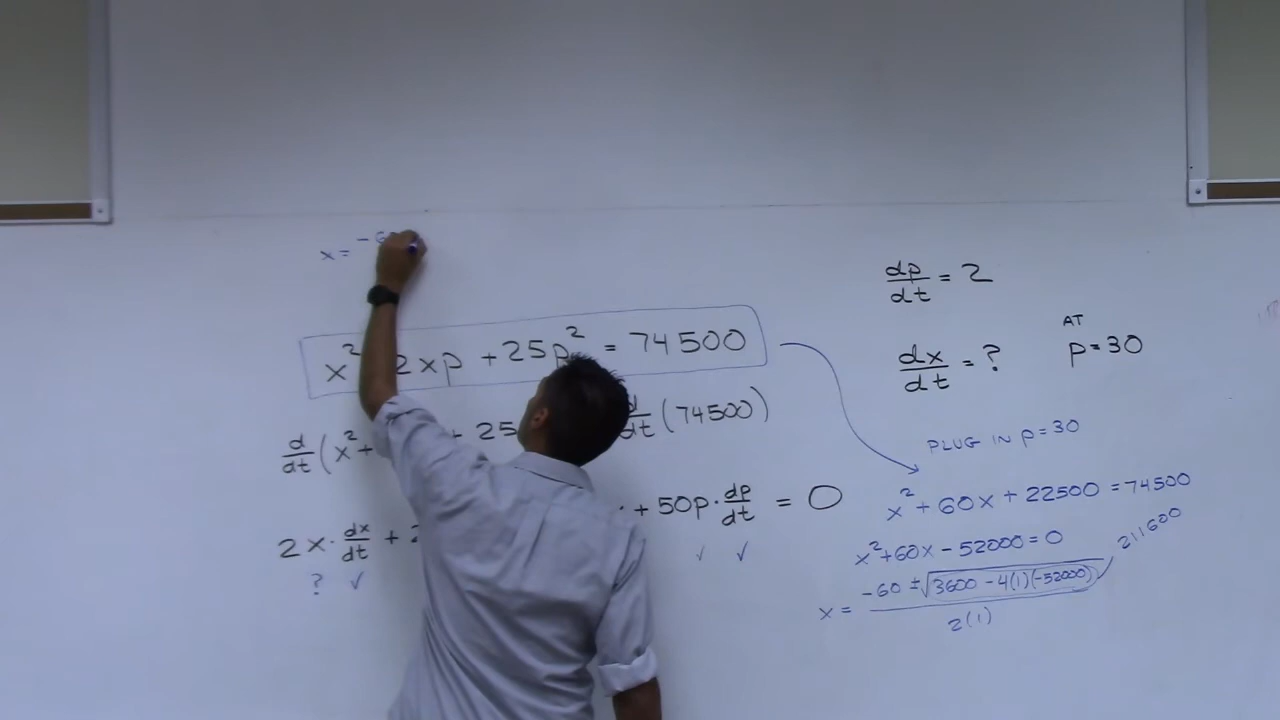 x = -60
x² 2xp + 25p² = 74500
d/dt (x² + + 25 d/dt (74500)
2x · dx/dt + 2 · + 50p · dp/dt = 0
? ✓ ✓ ✓
dp/dt = 2
dx/dt = ?
AT
p = 30
PLUG IN p = 30
x² + 60x + 22500 = 74500
x² + 60x - 52000 = 0
x = (-60 ± √(3600 - 4(1)(-52000))) / 2(1)
211600